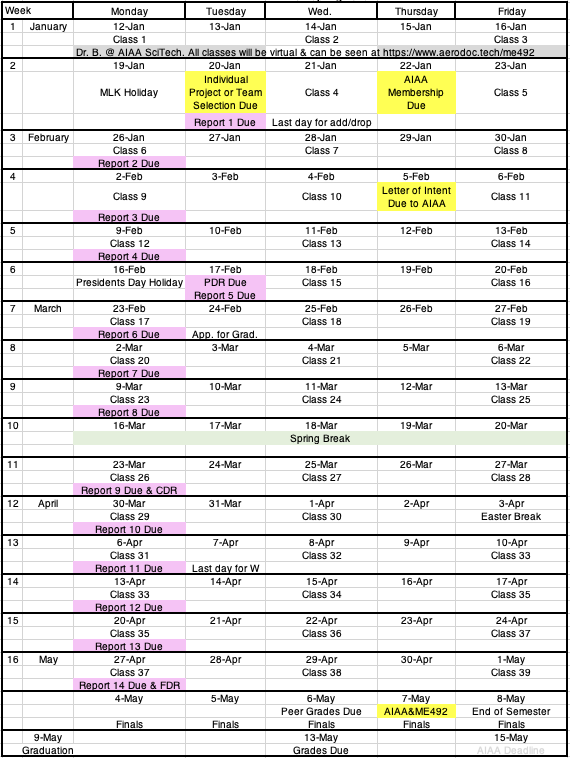 Week Monday Tuesday Wed. Thursday Friday
1 January 12-Jan 13-Jan 14-Jan 15-Jan 16-Jan
Class 1 Class 2 Class 3
Dr. B. @ AIAA SciTech. All classes will be virtual & can be seen at https://www.aerodoc.tech/me492
2 19-Jan 20-Jan 21-Jan 22-Jan 23-Jan
Individual AIAA
MLK Holiday Project or Team Class 4 Membership Class 5
Selection Due Due
Report 1 Due Last day for add/drop
3 February 26-Jan 27-Jan 28-Jan 29-Jan 30-Jan
Class 6 Class 7 Class 8
Report 2 Due
4 2-Feb 3-Feb 4-Feb 5-Feb 6-Feb
Class 9 Class 10 Letter of Intent Class 11
Due to AIAA
Report 3 Due
5 9-Feb 10-Feb 11-Feb 12-Feb 13-Feb
Class 12 Class 13 Class 14
Report 4 Due
6 16-Feb 17-Feb 18-Feb 19-Feb 20-Feb
Presidents Day Holiday PDR Due Class 15 Class 16
Report 5 Due
7 March 23-Feb 24-Feb 25-Feb 26-Feb 27-Feb
Class 17 Class 18 Class 19
Report 6 Due App. for Grad.
8 2-Mar 3-Mar 4-Mar 5-Mar 6-Mar
Class 20 Class 21 Class 22
Report 7 Due
9 9-Mar 10-Mar 11-Mar 12-Mar 13-Mar
Class 23 Class 24 Class 25
Report 8 Due
10 16-Mar 17-Mar 18-Mar 19-Mar 20-Mar
Spring Break
11 23-Mar 24-Mar 25-Mar 26-Mar 27-Mar
Class 26 Class 27 Class 28
Report 9 Due & CDR
12 April 30-Mar 31-Mar 1-Apr 2-Apr 3-Apr
Class 29 Class 30 Easter Break
Report 10 Due
13 6-Apr 7-Apr 8-Apr 9-Apr 10-Apr
Class 31 Class 32 Class 33
Report 11 Due Last day for W
14 13-Apr 14-Apr 15-Apr 16-Apr 17-Apr
Class 33 Class 34 Class 35
Report 12 Due
15 20-Apr 21-Apr 22-Apr 23-Apr 24-Apr
Class 35 Class 36 Class 37
Report 13 Due
16 May 27-Apr 28-Apr 29-Apr 30-Apr 1-May
Class 37 Class 38 Class 39
Report 14 Due & FDR
4-May 5-May 6-May 7-May 8-May
Peer Grades Due AIAA&ME492 End of Semester
Finals Finals Finals Finals Finals
9-May 13-May 15-May
Graduation Grades Due AIAA Deadline